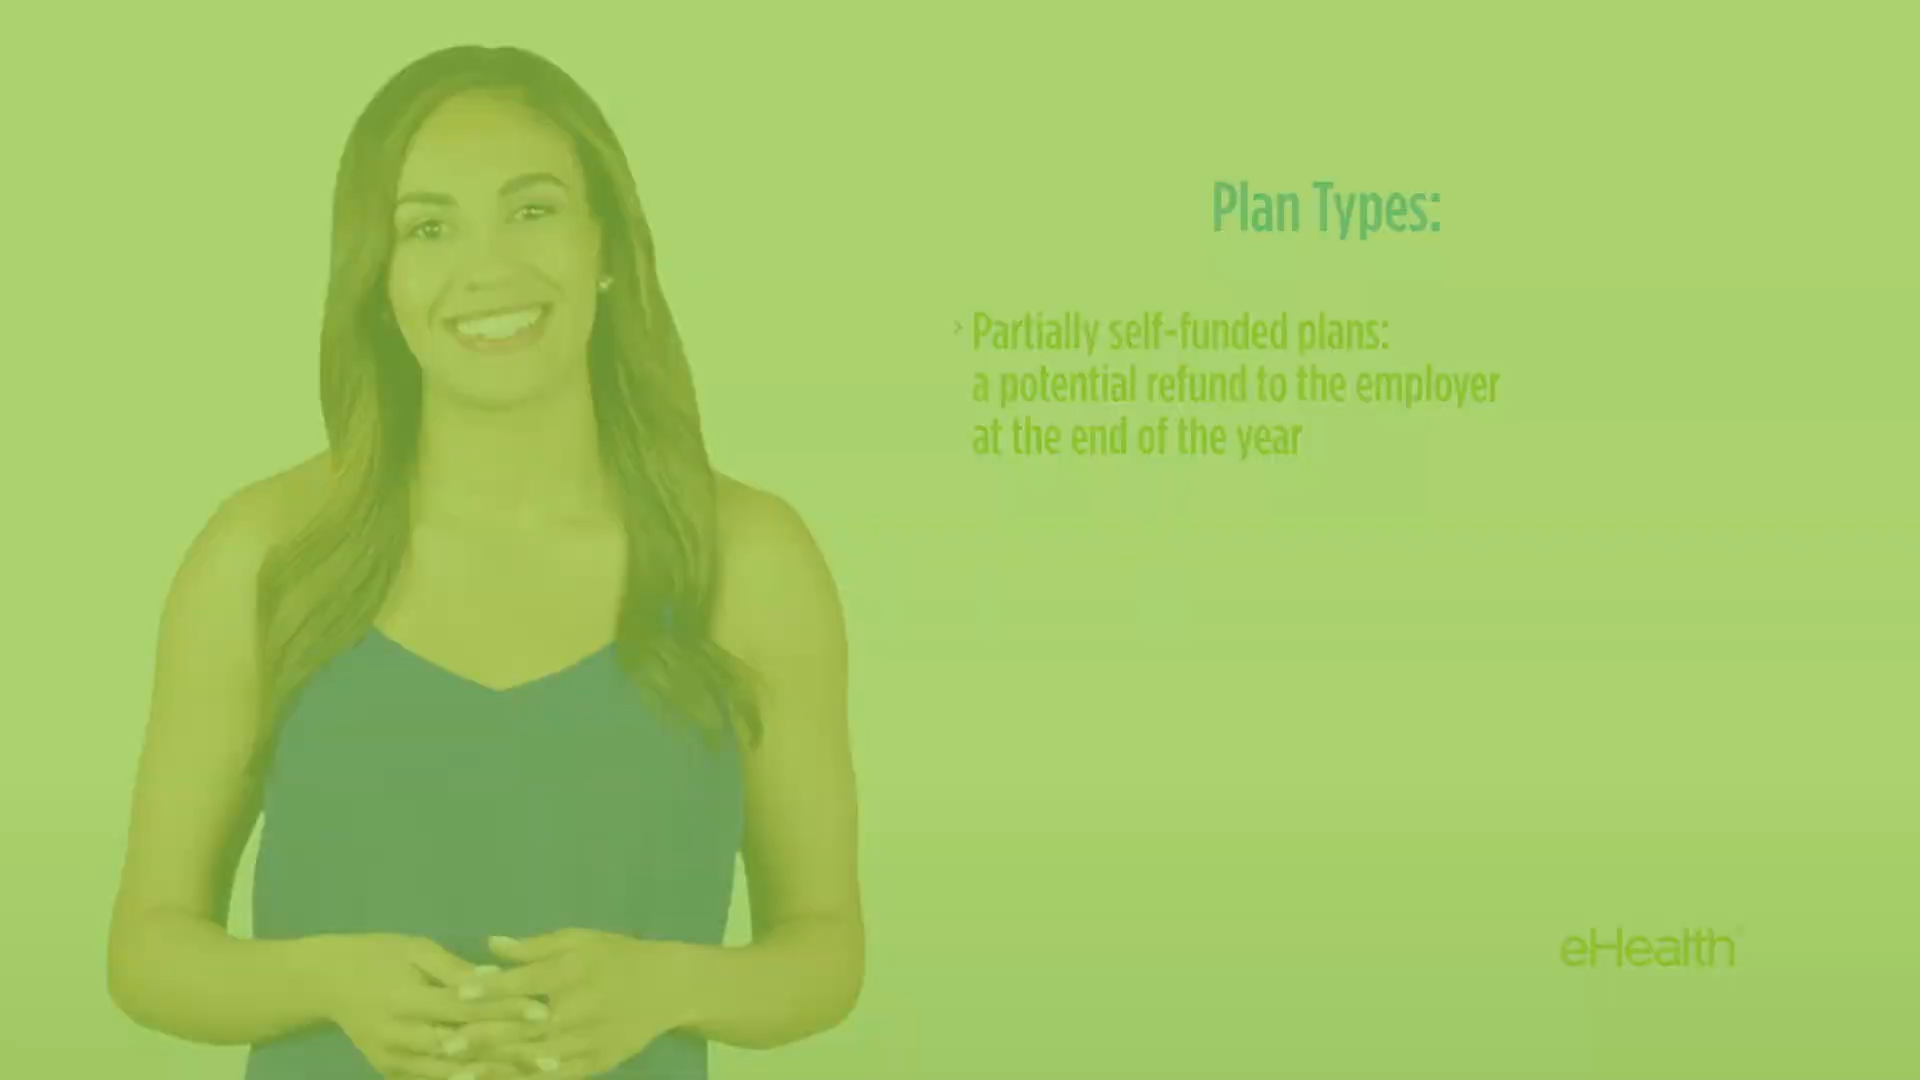 Plan Types:
› Partially self-funded plans:
a potential refund to the employer
at the end of the year
eHealth